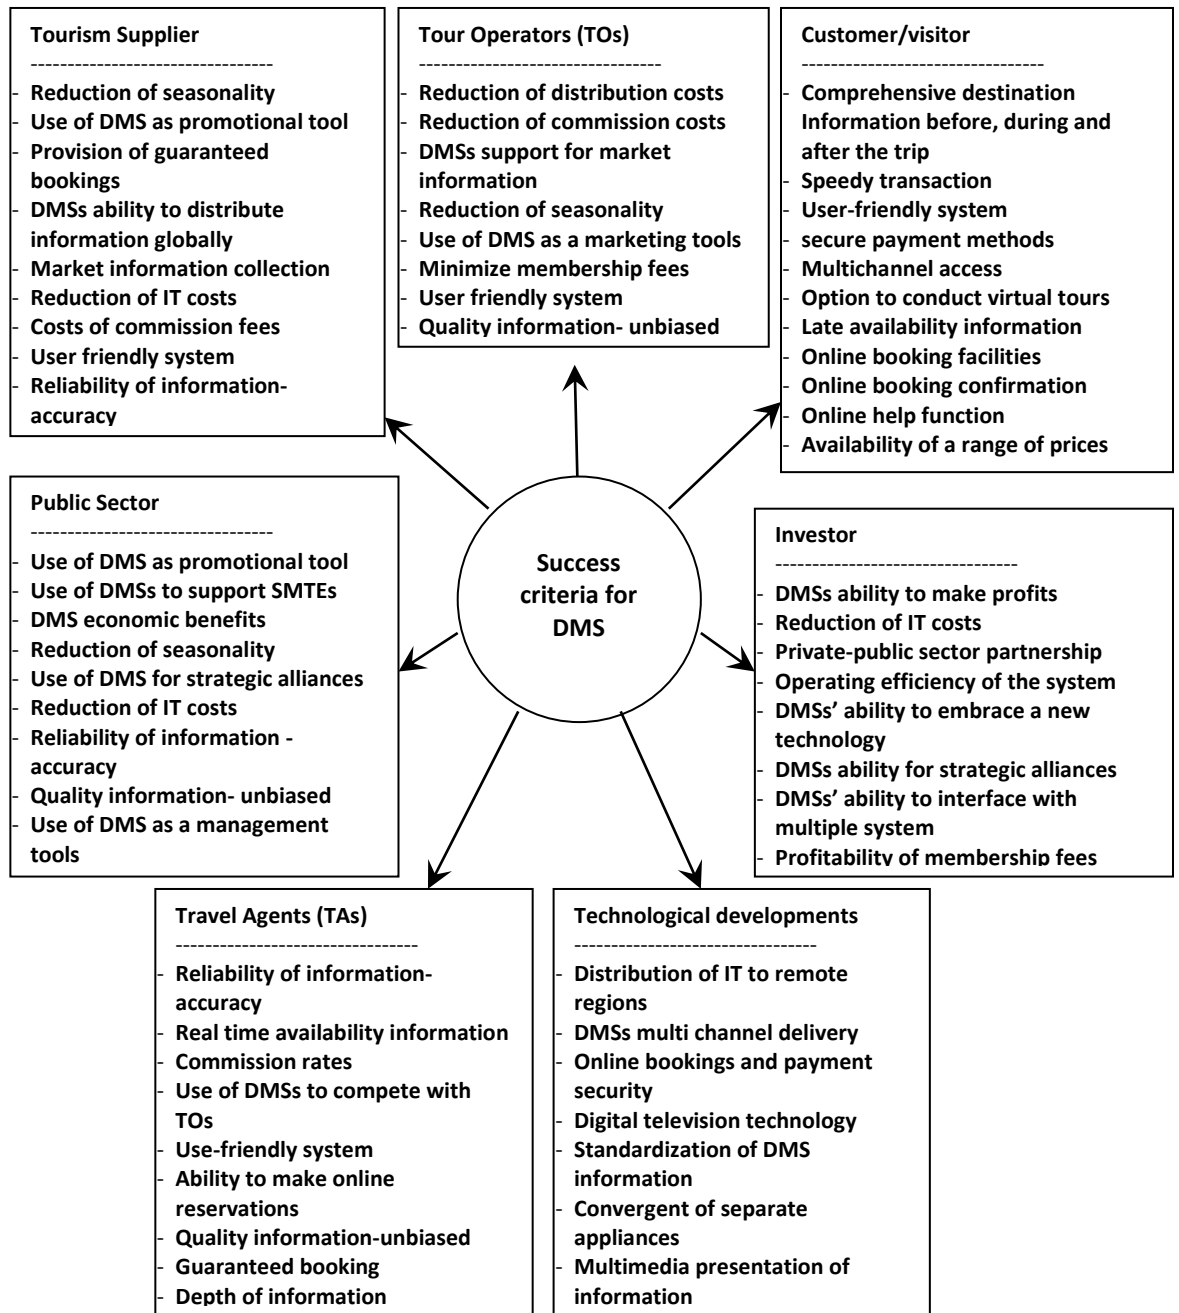 Tourism Supplier
---------------------------------
- Reduction of seasonality
- Use of DMS as promotional tool
- Provision of guaranteed
bookings
- DMSs ability to distribute
information globally
- Market information collection
- Reduction of IT costs
- Costs of commission fees
- User friendly system
- Reliability of information-
accuracy
Tour Operators (TOs)
---------------------------------
- Reduction of distribution costs
- Reduction of commission costs
- DMSs support for market
information
- Reduction of seasonality
- Use of DMS as a marketing tools
- Minimize membership fees
- User friendly system
- Quality information- unbiased
Customer/visitor
---------------------------------
- Comprehensive destination
Information before, during and
after the trip
- Speedy transaction
- User-friendly system
- secure payment methods
- Multichannel access
- Option to conduct virtual tours
- Late availability information
- Online booking facilities
- Online booking confirmation
- Online help function
- Availability of a range of prices
Public Sector
---------------------------------
- Use of DMS as promotional tool
- Use of DMSs to support SMTEs
- DMS economic benefits
- Reduction of seasonality
- Use of DMS for strategic alliances
- Reduction of IT costs
- Reliability of information -
accuracy
- Quality information- unbiased
- Use of DMS as a management
tools
Success
criteria for
DMS
Investor
---------------------------------
- DMSs ability to make profits
- Reduction of IT costs
- Private-public sector partnership
- Operating efficiency of the system
- DMSs’ ability to embrace a new
technology
- DMSs ability for strategic alliances
- DMSs’ ability to interface with
multiple system
- Profitability of membership fees
Travel Agents (TAs)
---------------------------------
- Reliability of information-
accuracy
- Real time availability information
- Commission rates
- Use of DMSs to compete with
TOs
- Use-friendly system
- Ability to make online
reservations
- Quality information-unbiased
- Guaranteed booking
- Depth of information
Technological developments
---------------------------------
- Distribution of IT to remote
regions
- DMSs multi channel delivery
- Online bookings and payment
security
- Digital television technology
- Standardization of DMS
information
- Convergent of separate
appliances
- Multimedia presentation of
information